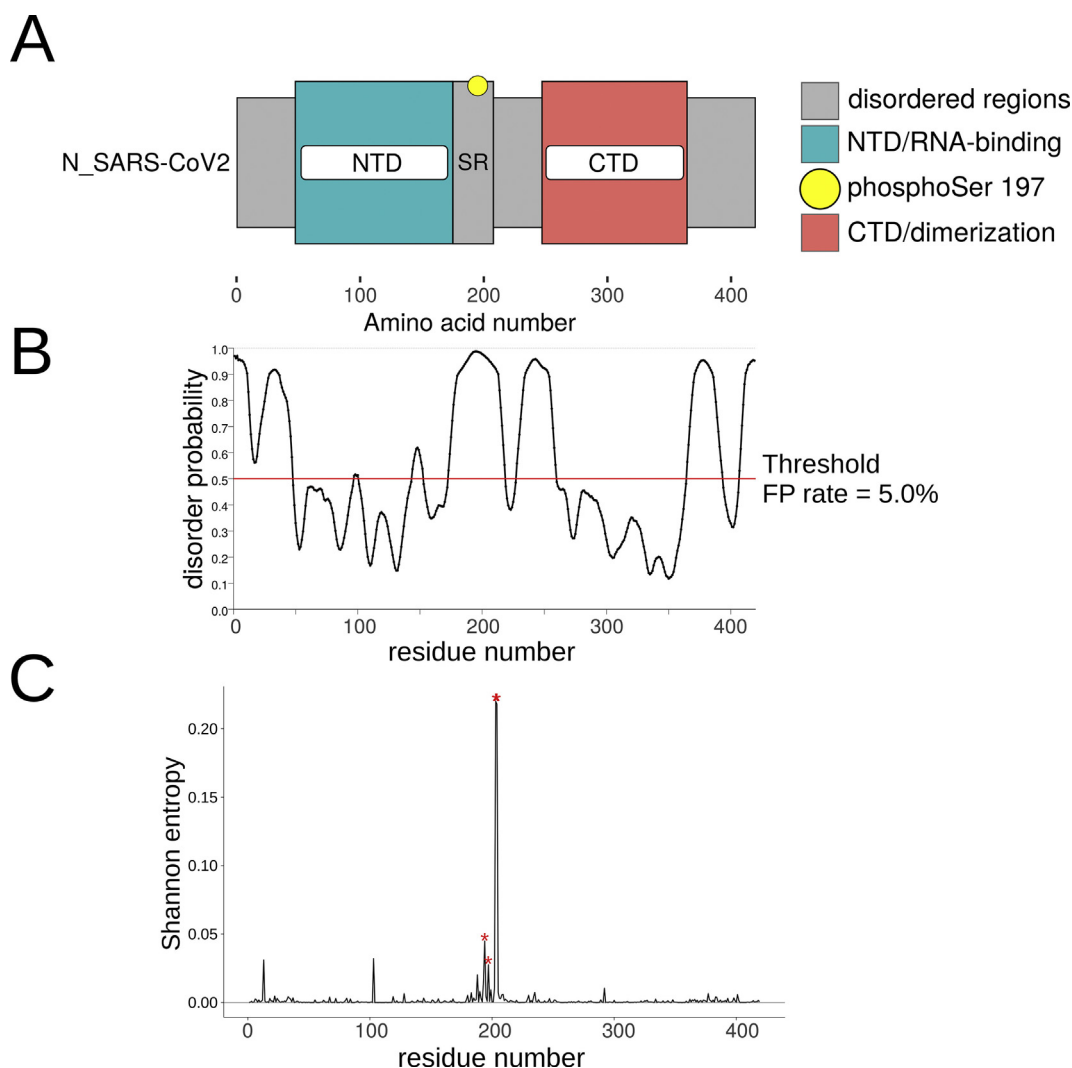 A
N_SARS-CoV2
NTD
SR
CTD
disordered regions
NTD/RNA-binding
phosphoSer 197
CTD/dimerization
0 100 200 300 400
Amino acid number
B
disorder probability
1.0
0.9
0.8
0.7
0.6
0.5
0.4
0.3
0.2
0.1
0.0
Threshold
FP rate = 5.0%
0 100 200 300 400
residue number
C
Shannon entropy
0.20
0.15
0.10
0.05
0.00
*
*
*
0 100 200 300 400
residue number